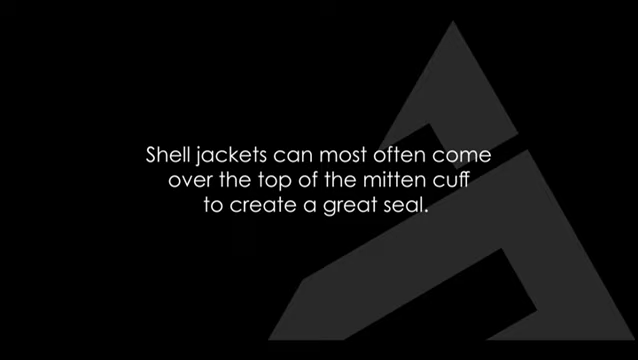 Shell jackets can most often come
over the top of the mitten cuff
to create a great seal.